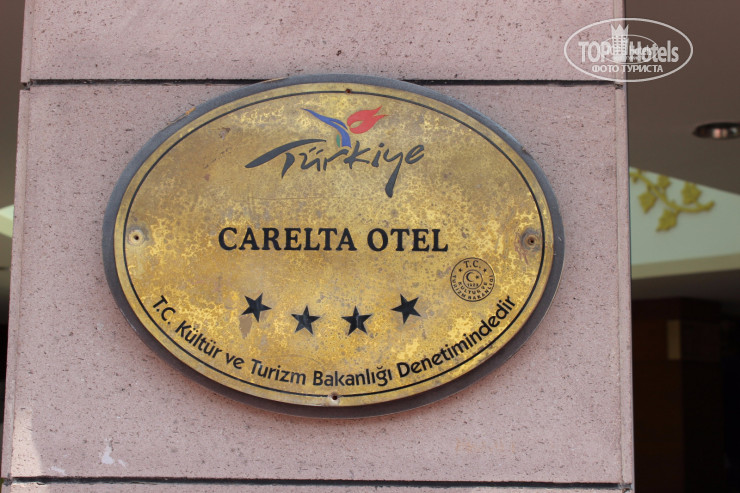 TOP Hotels
ФОТО ТУРИСТА
Türkiye
CARELTA OTEL
T.C.
T.C. Kültür ve Turizm Bakanlığı Denetimindedir